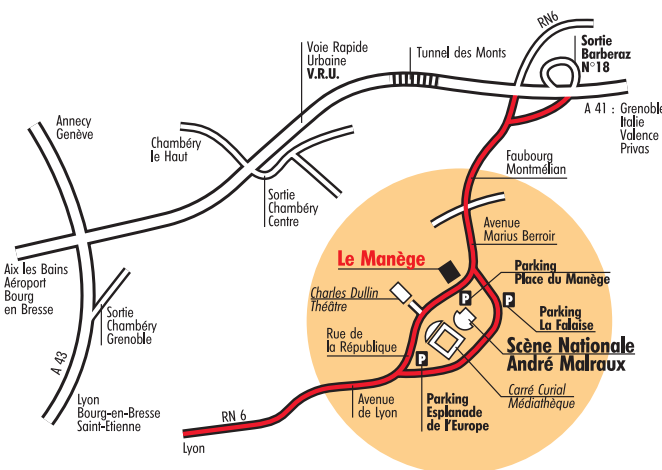 RN6
Sortie
Barberaz
N°18
Voie Rapide
Urbaine
V.R.U.
Tunnel des Monts
A 41 : Grenoble
Italie
Valence
Privas
Annecy
Genève
Chambéry
le Haut
Sortie
Chambéry
Centre
Faubourg
Montmélian
Avenue
Marius Berroir
Aix les Bains
Aéroport
Bourg
en Bresse
Le Manège
Parking
Place du Manège
Charles Dullin
Théâtre
P
P
Parking
La Falaise
Sortie
Chambéry
Grenoble
Rue de
la République
Scène Nationale
André Malraux
P
A 43
Carré Curial
Médiathèque
Lyon
Bourg-en-Bresse
Saint-Etienne
Avenue
de Lyon
Parking
Esplanade
de l'Europe
RN 6
Lyon